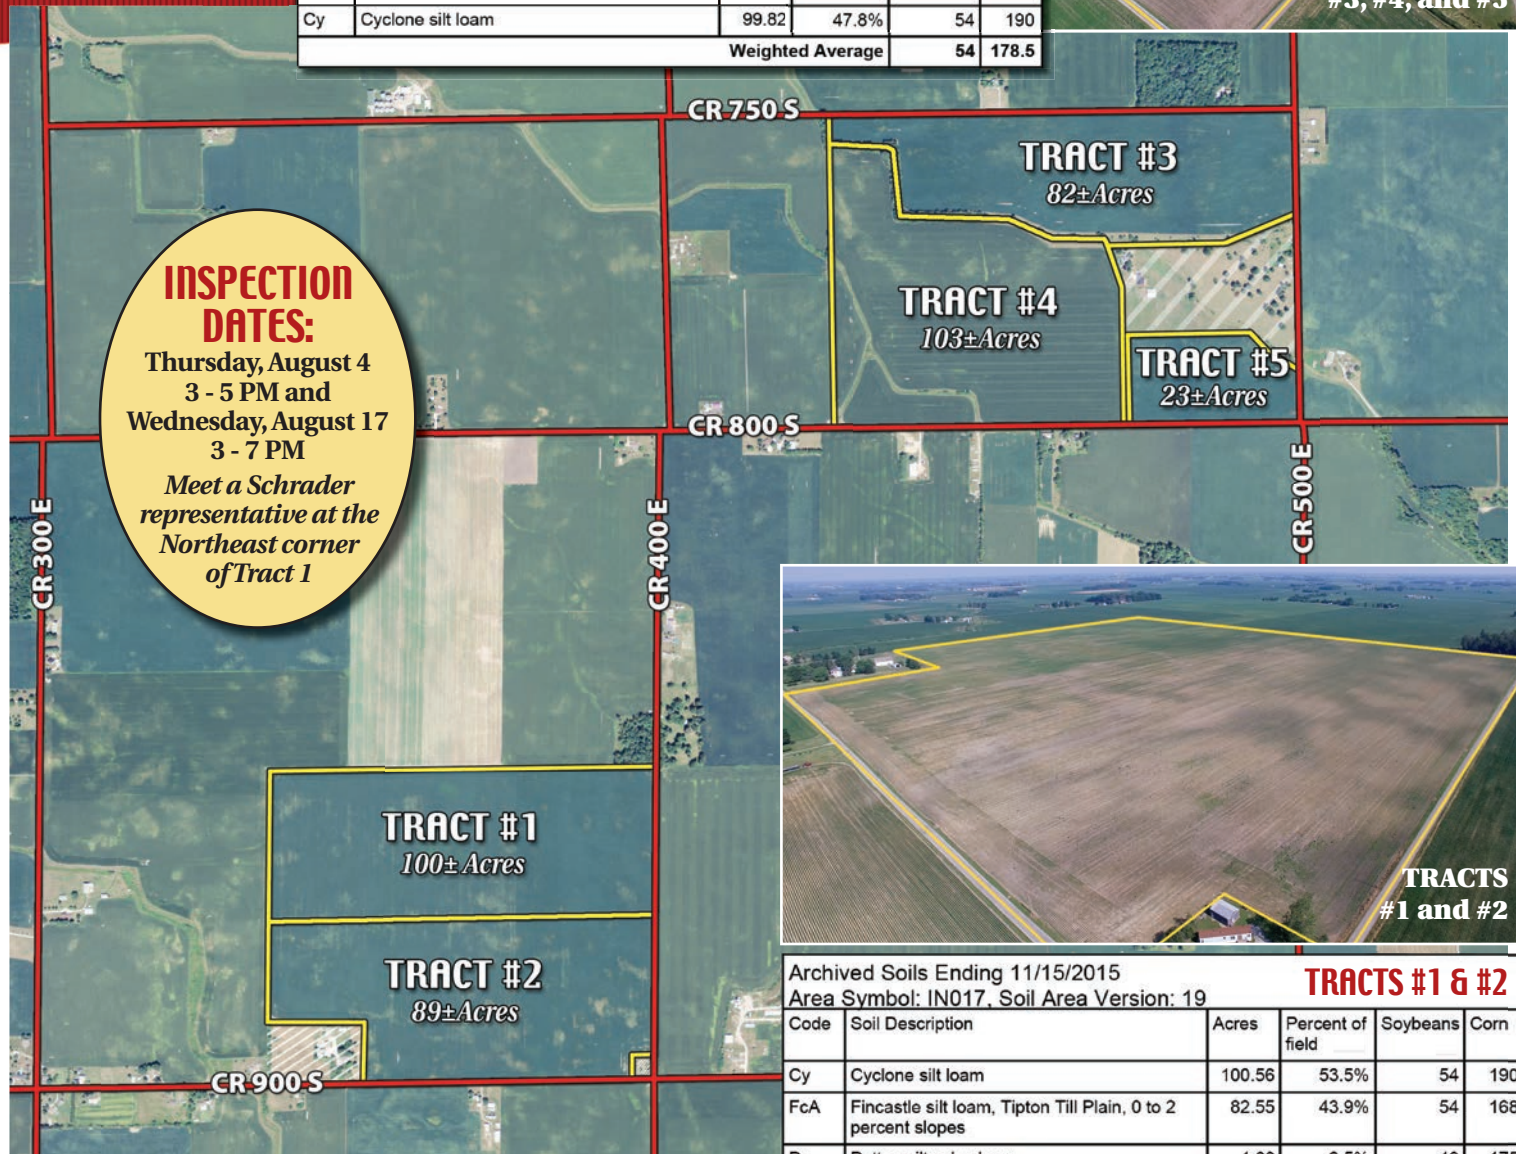 #3, #4, and #5
Cy Cyclone silt loam 99.82 47.8% 54 190
Weighted Average 54 178.5
CR 750 S
TRACT #3
82±Acres
INSPECTION
DATES:
Thursday, August 4
3 - 5 PM and
Wednesday, August 17
3 - 7 PM
Meet a Schrader
representative at the
Northeast corner
of Tract 1
TRACT #4
103±Acres
TRACT #5
23±Acres
CR 800 S
CR 300 E
CR 400 E
CR 500 E
TRACT #1
100± Acres
TRACT #2
89±Acres
CR 900 S
TRACTS
#1 and #2
Archived Soils Ending 11/15/2015
Area Symbol: IN017, Soil Area Version: 19
TRACTS #1 & #2
Code Soil Description Acres Percent of field Soybeans Corn
Cy Cyclone silt loam 100.56 53.5% 54 190
FcA Fincastle silt loam, Tipton Till Plain, 0 to 2 82.55 43.9% 54 168
percent slopes